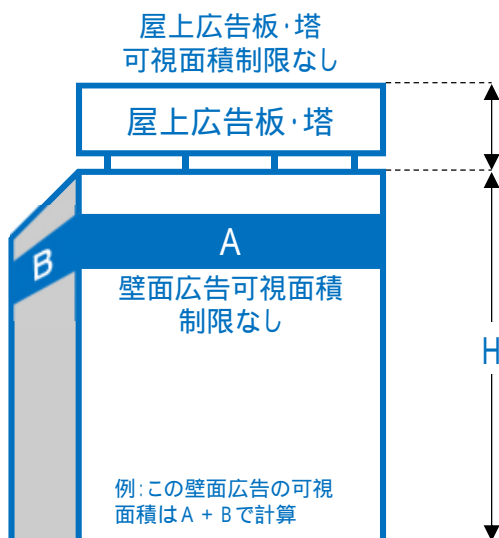 屋上広告板･塔
可視面積制限なし
屋上広告板･塔
A
B
壁面広告可視面積
制限なし
H
例:この壁面広告の可視
面積はA + Bで計算